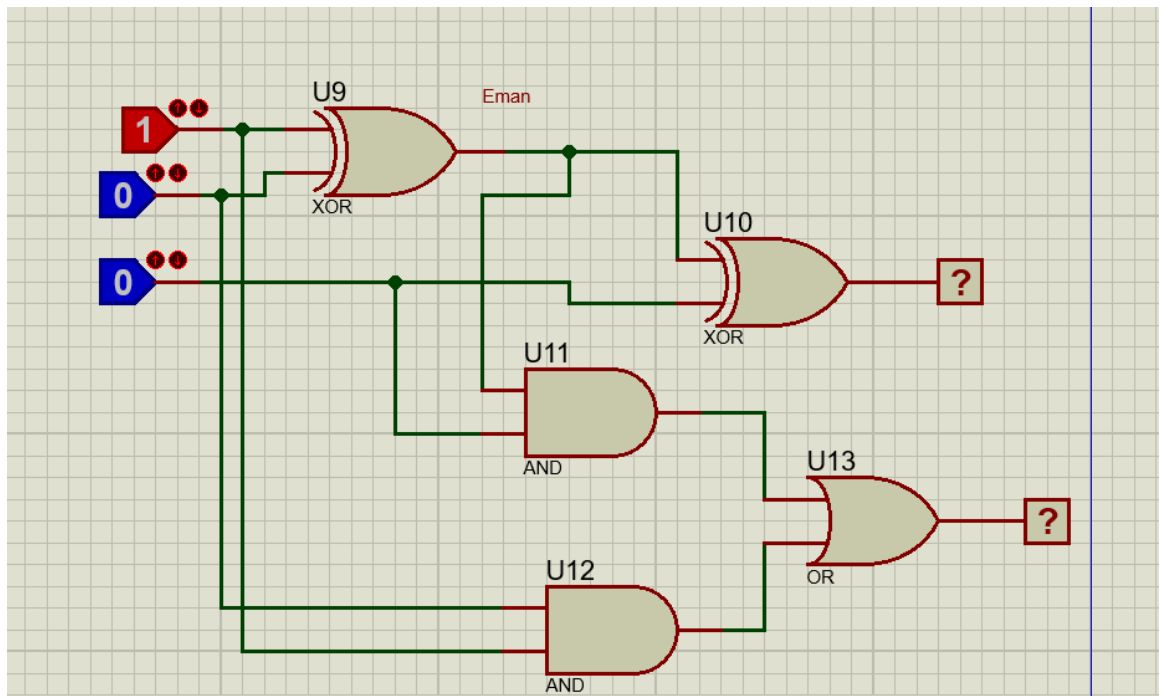 U9
Eman
1
XOR
0
U10
0
?
XOR
U11
AND
U13
?
OR
U12
AND